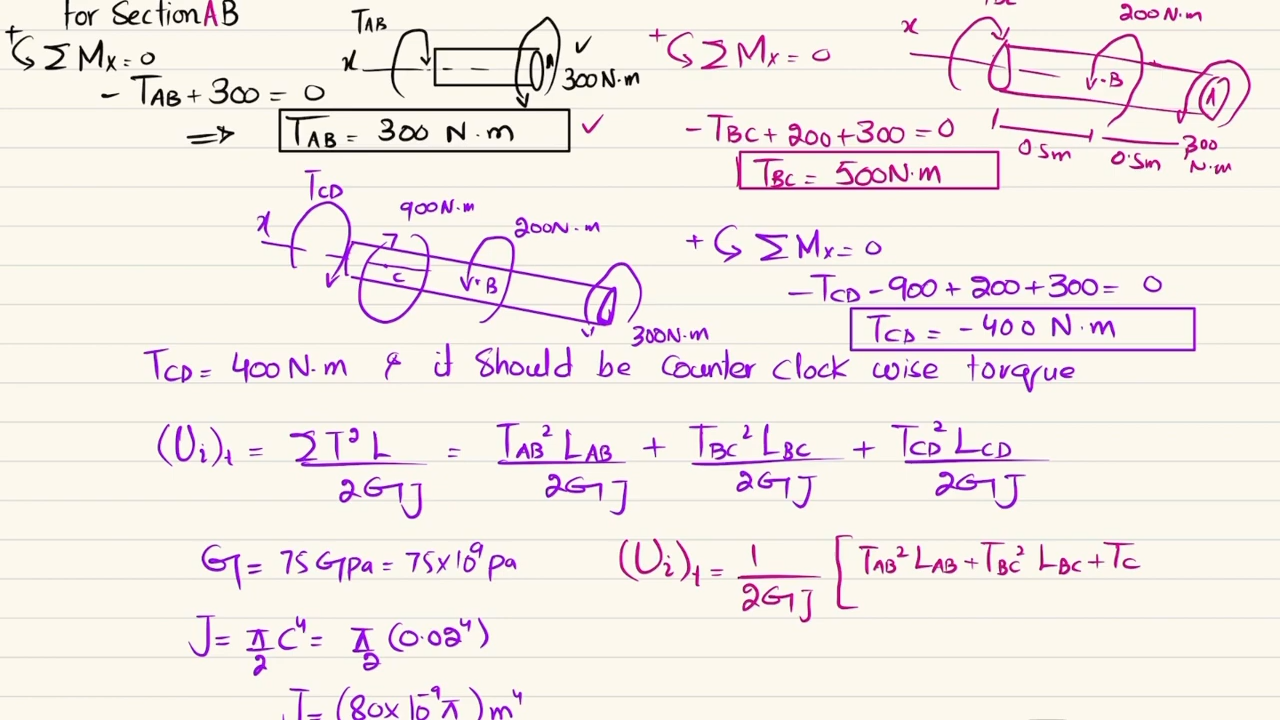 for Section AB
+ ΣMx = 0
- TAB + 300 = 0
⇒ TAB = 300 N·m ✓
TAB
x
A ✓
300 N·m
+ ΣMx = 0
- TBC + 200 + 300 = 0
TBC = 500 N·m
x
200 N·m
B
A
0.5m
0.5m
300 N·m
TCD
x
900 N·m
200 N·m
C
B
300 N·m
+ ΣMx = 0
- TCD - 900 + 200 + 300 = 0
TCD = - 400 N·m
TCD = 400 N·m & it should be counter clock wise torque
(Ui)t = ΣT²L / 2GJ = TAB² LAB / 2GJ + TBC² LBC / 2GJ + TCD² LCD / 2GJ
G = 75 Gpa = 75×10⁹ pa
(Ui)t = 1 / 2GJ [ TAB² LAB + TBC² LBC + TC
J = π/2 C⁴ = π/2 (0.02⁴)
J = (80×10⁻⁹ π) m⁴